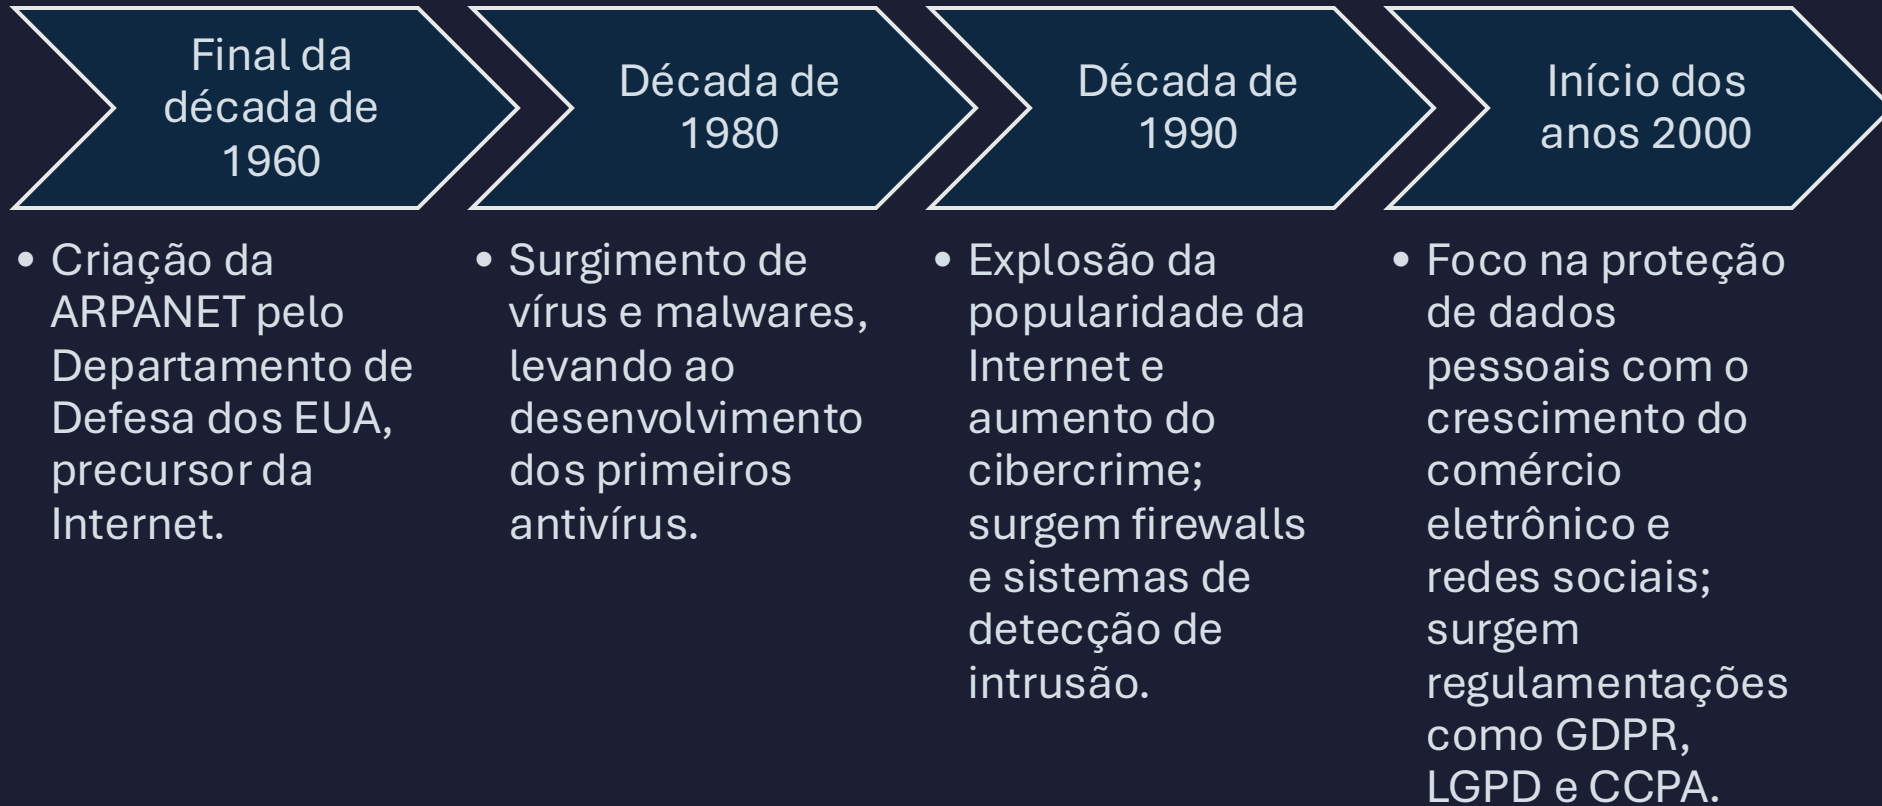 Final da
década de
1960
Década de
1980
Década de
1990
Início dos
anos 2000
• Criação da
ARPANET pelo
Departamento de
Defesa dos EUA,
precursor da
Internet.
• Surgimento de
vírus e malwares,
levando ao
desenvolvimento
dos primeiros
antivírus.
• Explosão da
popularidade da
Internet e
aumento do
cibercrime;
surgem firewalls
e sistemas de
detecção de
intrusão.
• Foco na proteção
de dados
pessoais com o
crescimento do
comércio
eletrônico e
redes sociais;
surgem
regulamentações
como GDPR,
LGPD e CCPA.